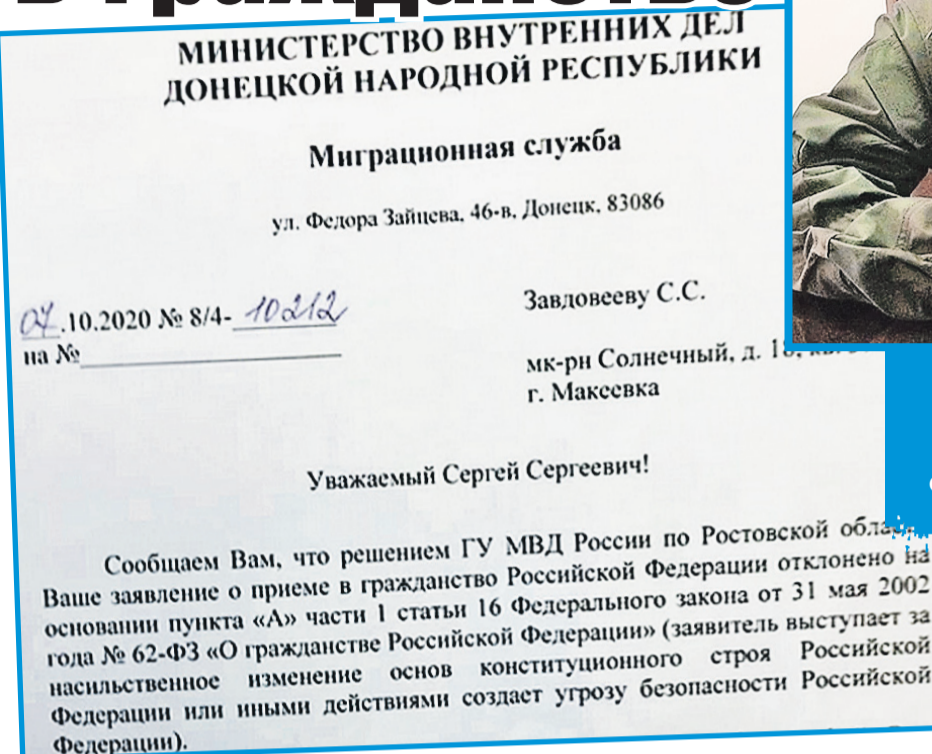 в гражданство
МИНИСТЕРСТВО ВНУТРЕННИХ ДЕЛ
ДОНЕЦКОЙ НАРОДНОЙ РЕСПУБЛИКИ
Миграционная служба
ул. Федора Зайцева, 46-в, Донецк, 83086
07.10.2020 № 8/4- 10212
на №
Завдовееву С.С.
мк-рн Солнечный, д. 18,
г. Макеевка
Уважаемый Сергей Сергеевич!
Сообщаем Вам, что решением ГУ МВД России по Ростовской
Ваше заявление о приеме в гражданство Российской Федерации отклонено на
основании пункта «А» части 1 статьи 16 Федерального закона от 31 мая 2002
года № 62-ФЗ «О гражданстве Российской Федерации» (заявитель выступает за
насильственное изменение основ конституционного строя Российской
Федерации или иными действиями создает угрозу безопасности Российской
Федерации).